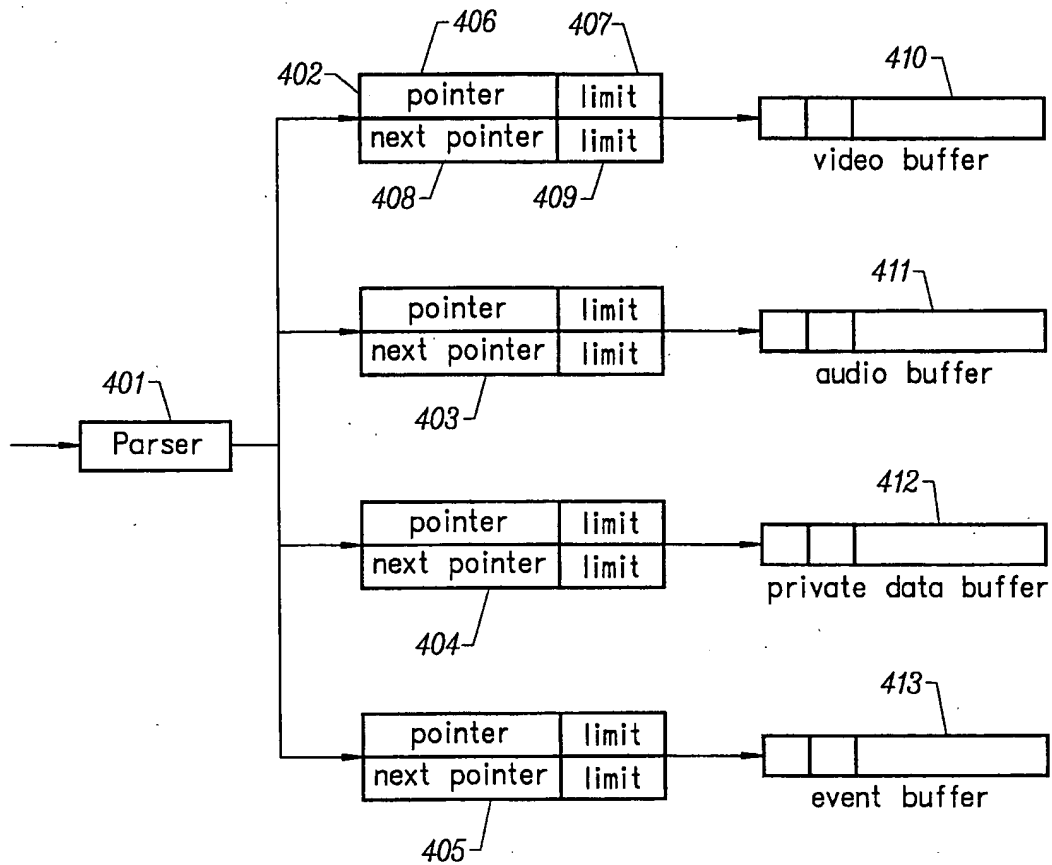 406 407 410
402
pointer limit
next pointer limit
video buffer
408 409
411
pointer limit
next pointer limit
audio buffer
401 403
Parser
412
pointer limit
next pointer limit
private data buffer
404
413
pointer limit
next pointer limit
event buffer
405